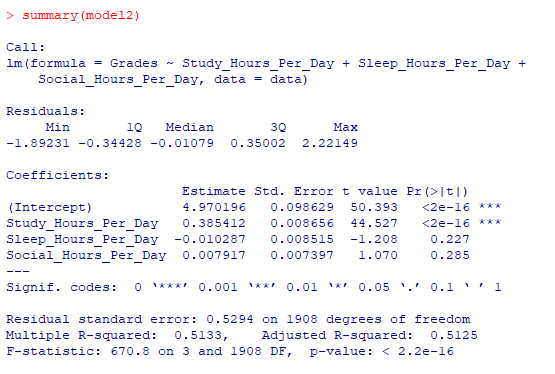 > summary(model2)
Call:
lm(formula = Grades ~ Study_Hours_Per_Day + Sleep_Hours_Per_Day +
    Social_Hours_Per_Day, data = data)
Residuals:
     Min       1Q   Median       3Q      Max
-1.89231 -0.34428 -0.01079  0.35002  2.22149
Coefficients:
                      Estimate Std. Error t value Pr(>|t|)
(Intercept)           4.970196   0.098629  50.393   <2e-16 ***
Study_Hours_Per_Day   0.385412   0.008656  44.527   <2e-16 ***
Sleep_Hours_Per_Day  -0.010287   0.008515  -1.208    0.227
Social_Hours_Per_Day  0.007917   0.007397   1.070    0.285
---
Signif. codes:  0 ‘***’ 0.001 ‘**’ 0.01 ‘*’ 0.05 ‘.’ 0.1 ‘ ’ 1
Residual standard error: 0.5294 on 1908 degrees of freedom
Multiple R-squared:  0.5133,    Adjusted R-squared:  0.5125
F-statistic: 670.8 on 3 and 1908 DF,  p-value: < 2.2e-16